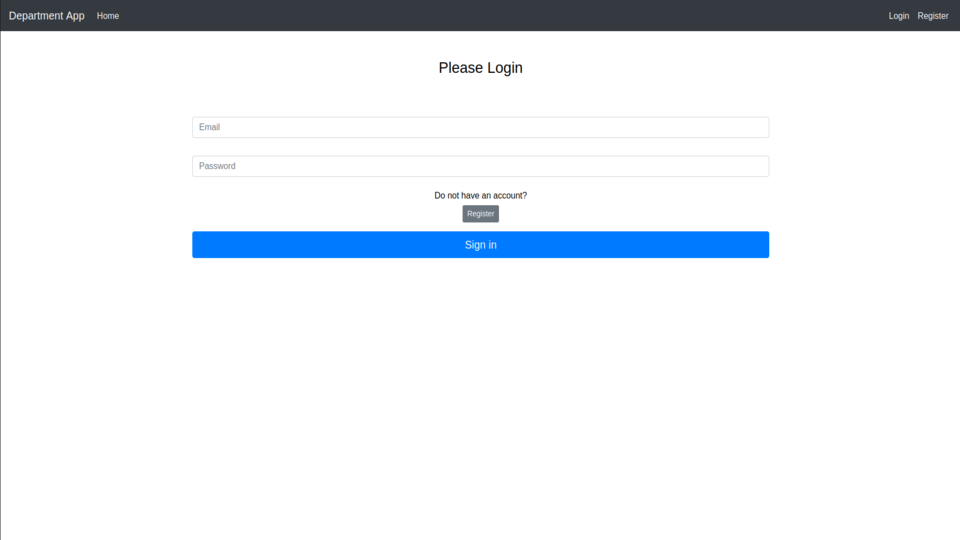 Department App Home Login Register
Please Login
Email
Password
Do not have an account?
Register
Sign in